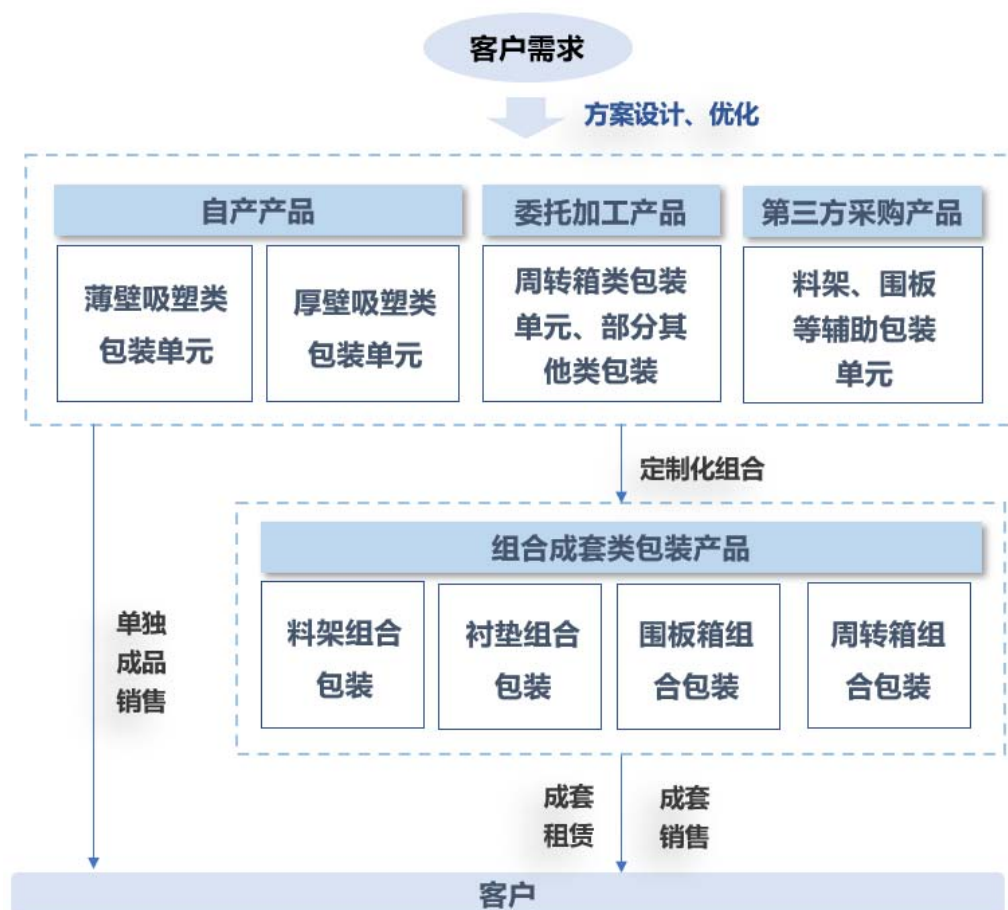 客户需求
方案设计、优化
自产产品
委托加工产品
第三方采购产品
薄壁吸塑类
包装单元
厚壁吸塑类
包装单元
周转箱类包装
单元、部分其
他类包装
料架、围板
等辅助包装
单元
定制化组合
组合成套类包装产品
料架组合
包装
衬垫组合
包装
围板箱组
合包装
周转箱组
合包装
单独
成品
销售
成套
租赁
成套
销售
客户